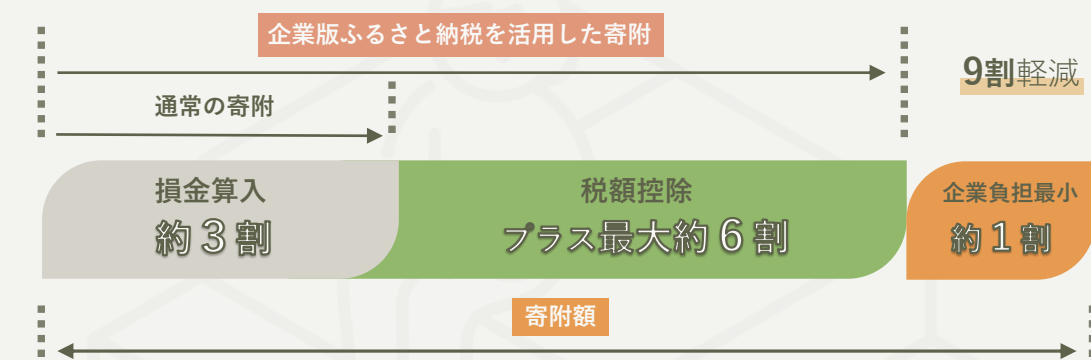 企業版ふるさと納税を活用した寄附
9割軽減
通常の寄附
損金算入
約3割
税額控除
プラス最大約6割
企業負担最小
約1割
寄附額